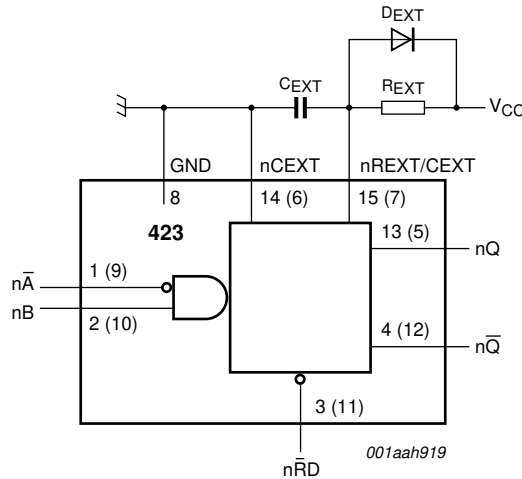 DEXT
CEXT
REXT
VCC
GND
nCEXT
nREXT/CEXT
8
14 (6)
15 (7)
423
13 (5)
nQ
nA̅
1 (9)
nB
2 (10)
4 (12)
nQ̅
3 (11)
nR̅D
001aah919